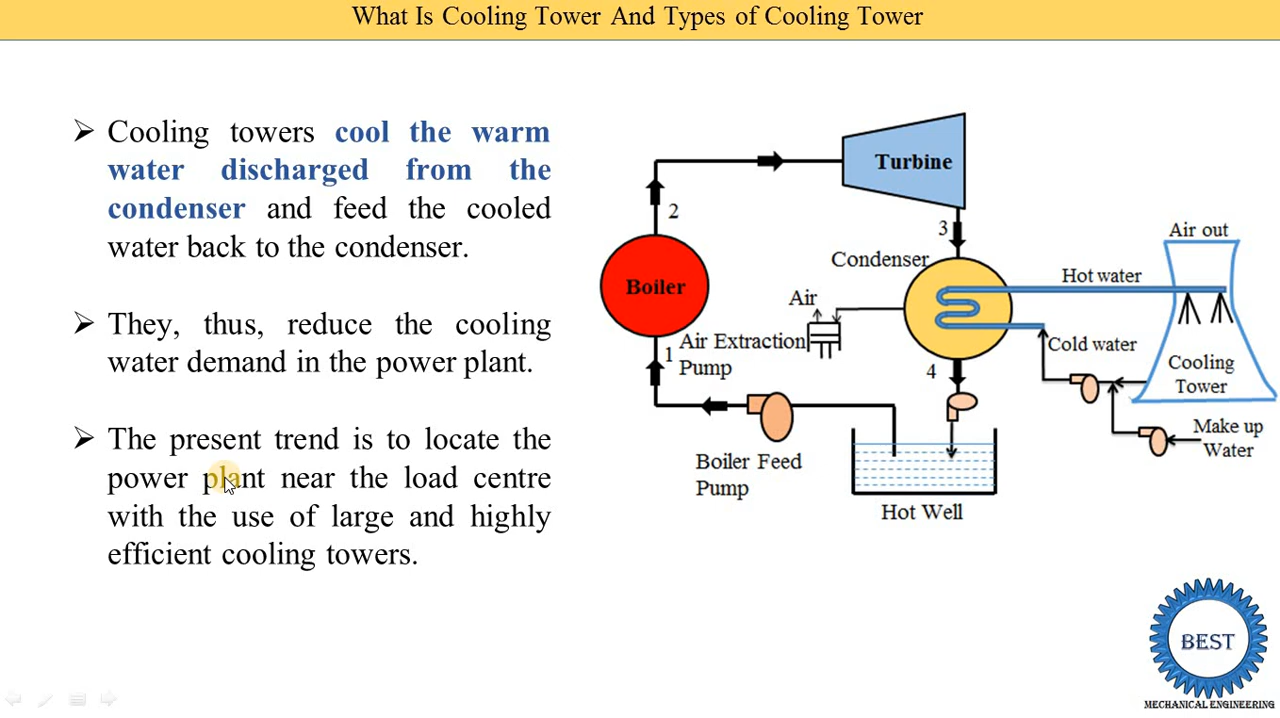 What Is Cooling Tower And Types of Cooling Tower
Cooling towers cool the warm
water discharged from the
condenser and feed the cooled
water back to the condenser.
They, thus, reduce the cooling
water demand in the power plant.
The present trend is to locate the
power plant near the load centre
with the use of large and highly
efficient cooling towers.
Turbine
2
3
Air out
Condenser
Hot water
Boiler
Air
Air Extraction
Pump
1
Cold water
Cooling
Tower
4
Make up
Water
Boiler Feed
Pump
Hot Well
BEST
MECHANICAL ENGINEERING